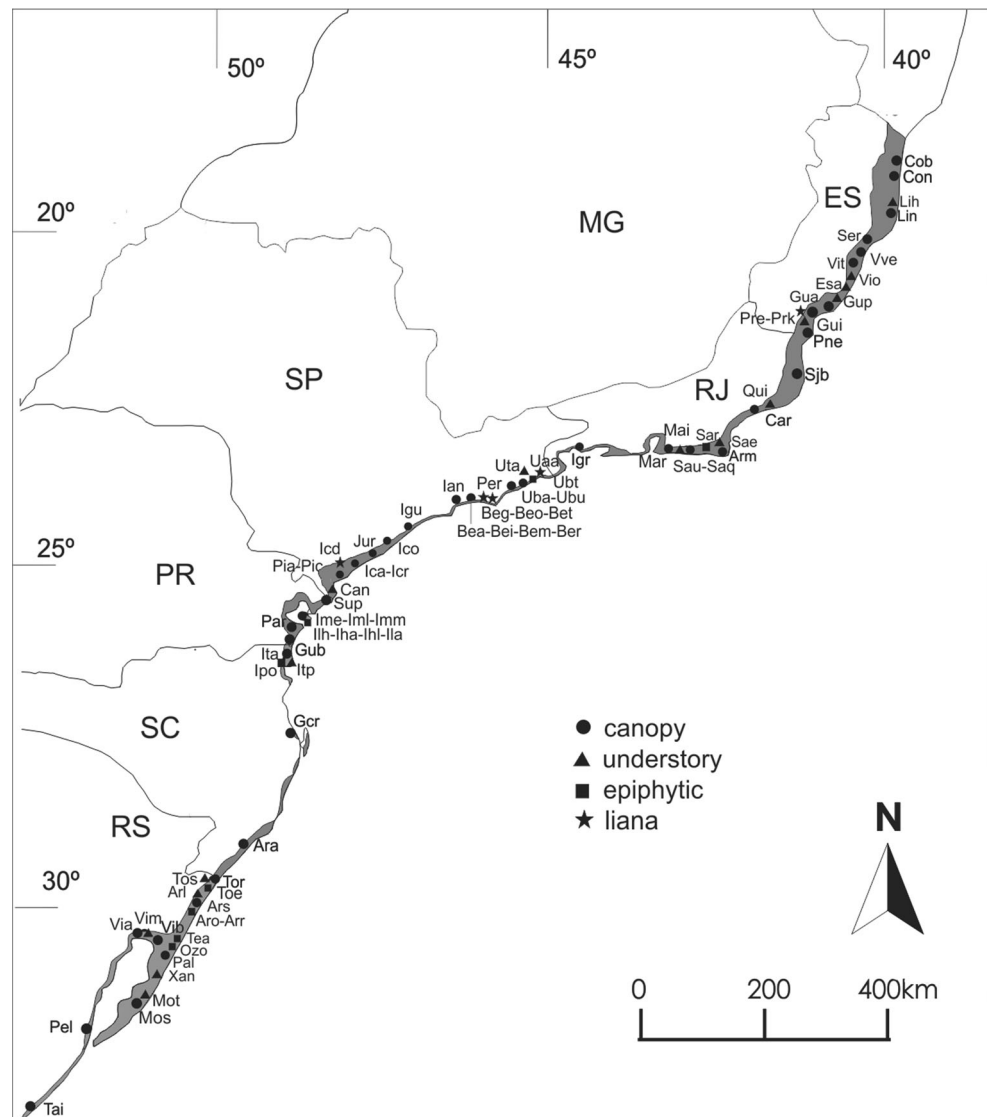 50º
45º
40º
20º
ES
MG
Cob
Con
Lih
Lin
Ser
Vit
Vve
Vio
Esa
Gua
Gup
Pre-Prk
Gui
Pne
SP
RJ
Sjb
Qui
Car
Mai
Sar
Sae
Mar
Arm
Sau-Saq
Igr
Uta
Uaa
Ubt
Ian
Per
Uba-Ubu
Beg-Beo-Bet
Bea-Bei-Bem-Ber
Igu
Jur
Ico
Icd
25º
Pia-Pic
Ica-Icr
PR
Can
Sup
Par
Ime-Iml-Imm
Ilh-Iha-Ihl-Ila
Ita
Gub
Ipo
Itp
SC
Gcr
canopy
understory
epiphytic
liana
RS
N
Ara
Tos
Tor
30º
Arl
Toe
Ars
Aro-Arr
Via
Vim
Vib
Tea
Ozo
Pal
Xan
Mot
Mos
0 200 400km
Pel
Tai